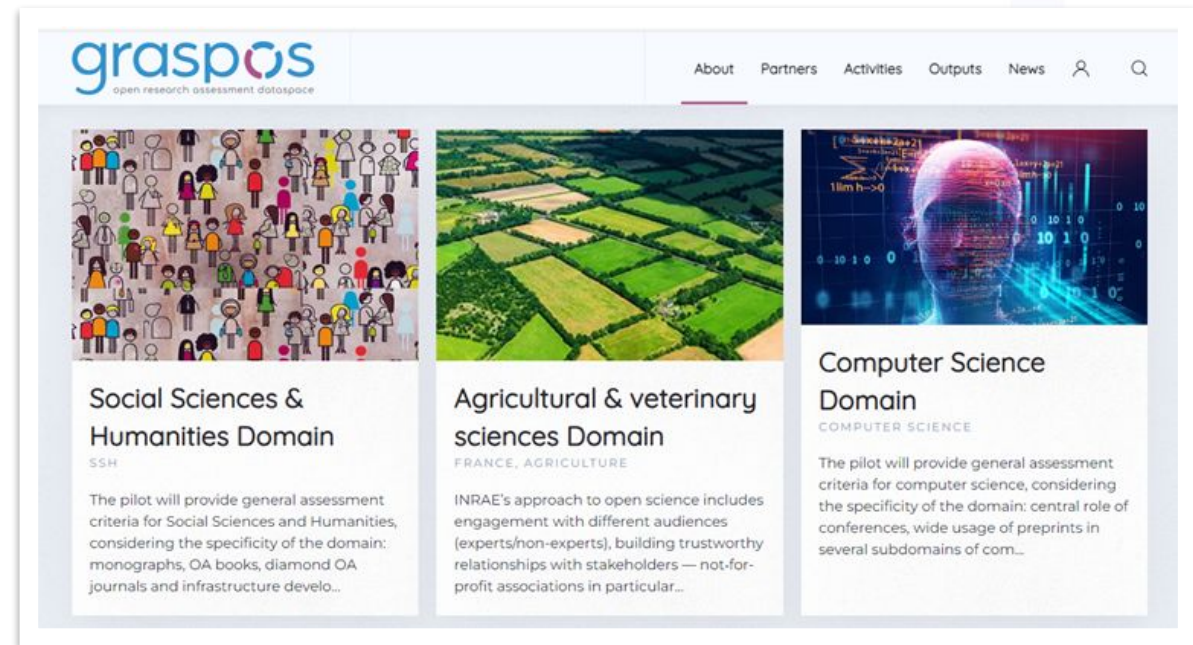 graspos
open research assessment dataspace
About Partners Activities Outputs News
Social Sciences &
Humanities Domain
SSH
The pilot will provide general assessment
criteria for Social Sciences and Humanities,
considering the specificity of the domain:
monographs, OA books, diamond OA
journals and infrastructure develo...
Agricultural & veterinary
sciences Domain
FRANCE, AGRICULTURE
INRAE's approach to open science includes
engagement with different audiences
(experts/non-experts), building trustworthy
relationships with stakeholders — not-for-
profit associations in particular...
1lim h-->0
10 1 0
Computer Science
Domain
COMPUTER SCIENCE
The pilot will provide general assessment
criteria for computer science, considering
the specificity of the domain: central role of
conferences, wide usage of preprints in
several subdomains of com...